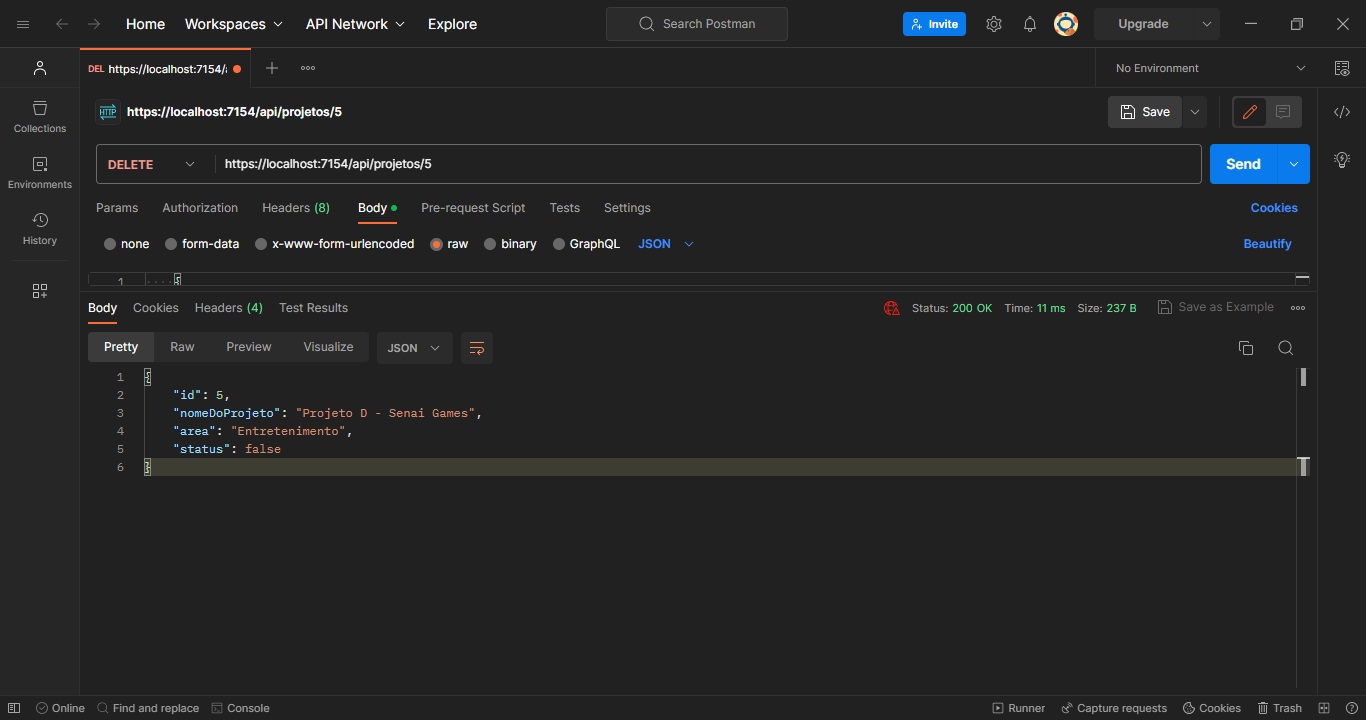 Home Workspaces API Network Explore Search Postman Invite Upgrade
DEL https://localhost:7154/a No Environment
HTTP https://localhost:7154/api/projetos/5 Save
Collections
DELETE https://localhost:7154/api/projetos/5 Send
Environments
Params Authorization Headers (8) Body Pre-request Script Tests Settings Cookies
History
none form-data x-www-form-urlencoded raw binary GraphQL JSON Beautify
1 {
Body Cookies Headers (4) Test Results Status: 200 OK Time: 11 ms Size: 237 B Save as Example
Pretty Raw Preview Visualize JSON
1 {
2 "id": 5,
3 "nomeDoProjeto": "Projeto D - Senai Games",
4 "area": "Entretenimento",
5 "status": false
6 }
Online Find and replace Console Runner Capture requests Cookies Trash